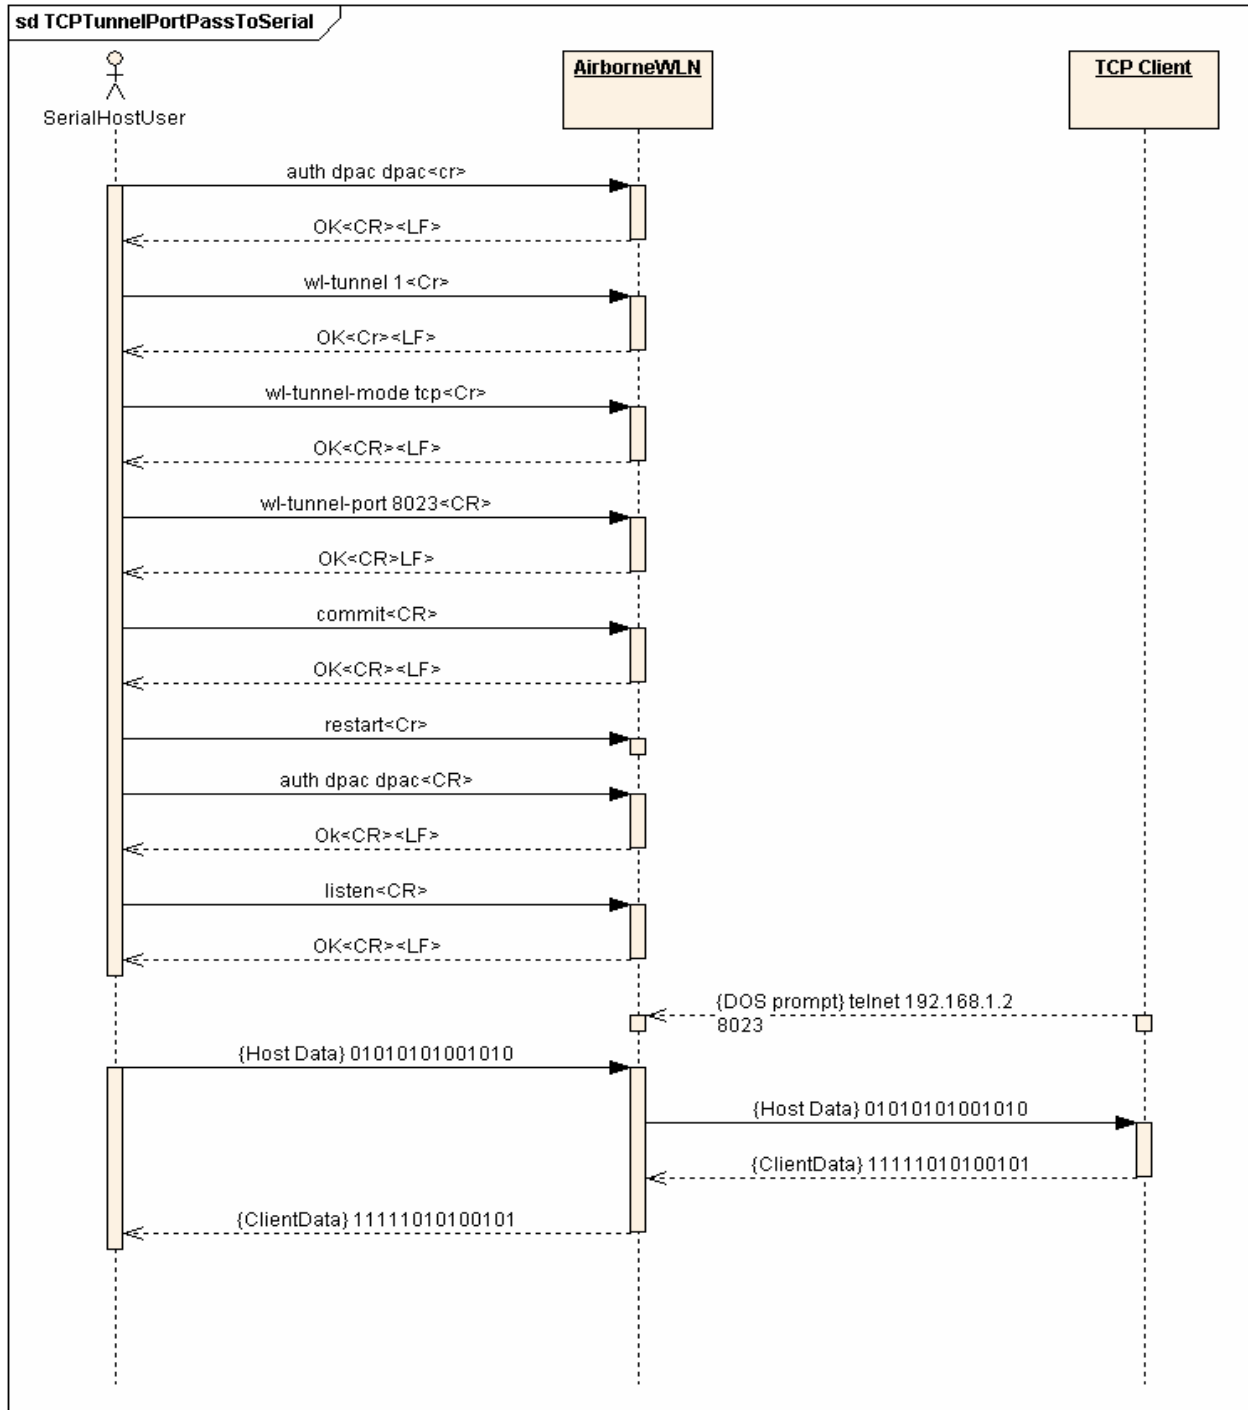 sd TCPTunnelPortPassToSerial
AirborneWLN
TCP Client
SerialHostUser
auth dpac dpac<cr>
OK<CR><LF>
wl-tunnel 1<Cr>
OK<Cr><LF>
wl-tunnel-mode tcp<Cr>
OK<CR><LF>
wl-tunnel-port 8023<CR>
OK<CR>LF>
commit<CR>
OK<CR><LF>
restart<Cr>
auth dpac dpac<CR>
Ok<CR><LF>
listen<CR>
OK<CR><LF>
{DOS prompt} telnet 192.168.1.2
8023
{Host Data} 01010101001010
{Host Data} 01010101001010
{ClientData} 11111010100101
{ClientData} 11111010100101